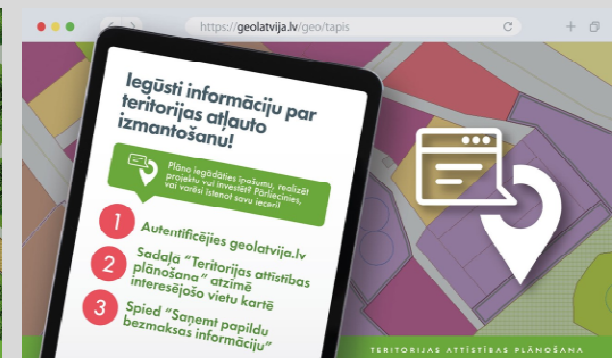 https://geolatvija.lv/geo/tapis
Iegūsti informāciju par
teritorijas atļauto
izmantošanu!
Plāno iegādāties īpašumu, realizēt
projektu vai investēt? Pārliecinies,
vai varēsi īstenot savu ieceri!
1 Autentificējies geolatvija.lv
2 Sadaļā “Teritorijas attīstības
plānošana” atzīmē
interesējošo vietu kartē
3 Spied “Saņemt papildu
bezmaksas informāciju”
TERITORIJAS ATTĪSTĪBAS PLĀNOŠANA